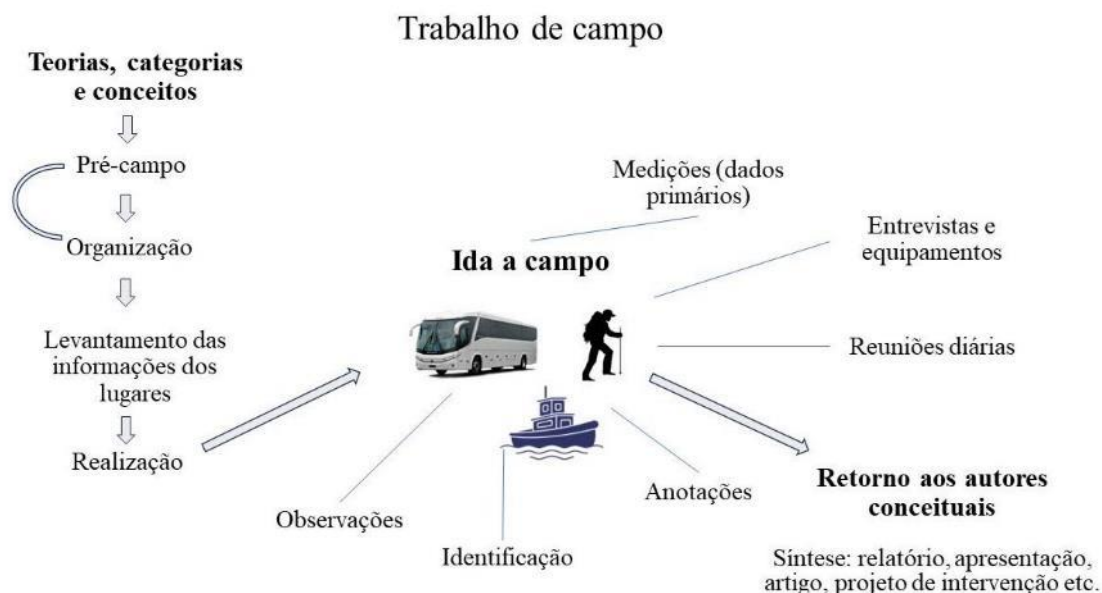 Trabalho de campo
Teorias, categorias
e conceitos
Pré-campo
Organização
Levantamento das
informações dos
lugares
Realização
Ida a campo
Medições (dados
primários)
Entrevistas e
equipamentos
Reuniões diárias
Anotações
Identificação
Observações
Retorno aos autores
conceituais
Síntese: relatório, apresentação,
artigo, projeto de intervenção etc.